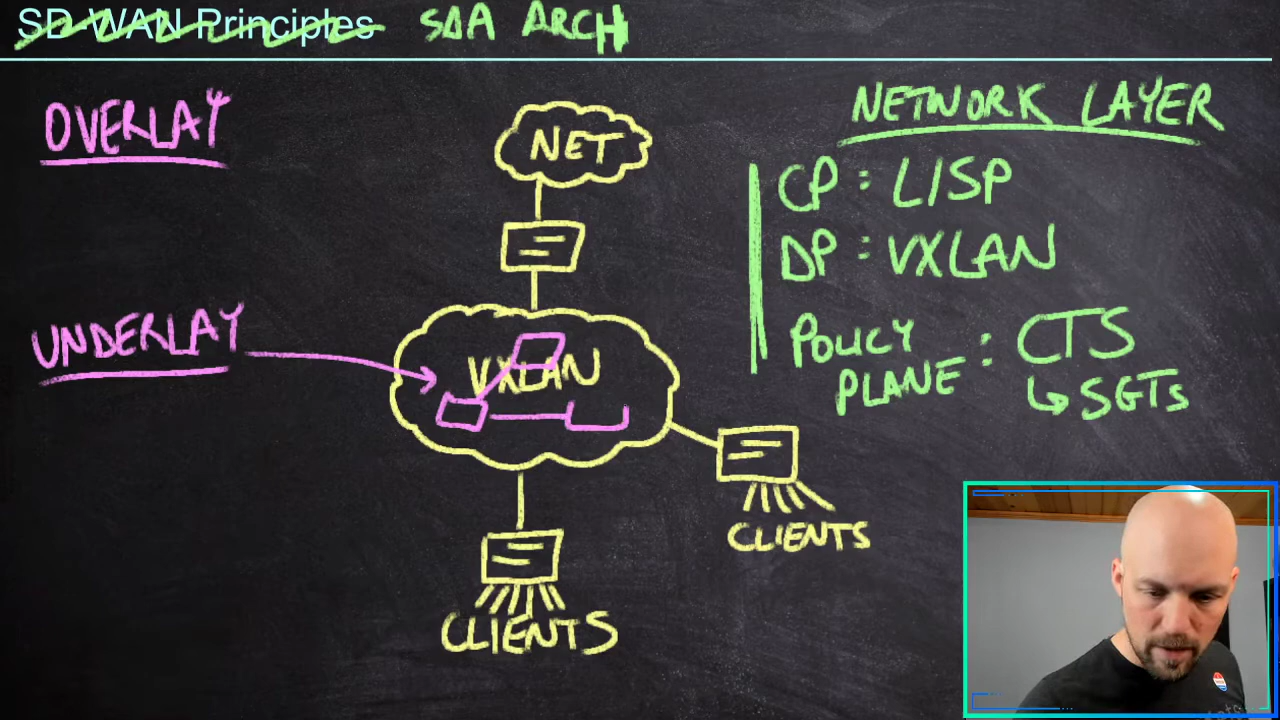 SD-WAN Principles SDA ARCH
OVERLAY
UNDERLAY
NET
VXLAN
CLIENTS
CLIENTS
NETWORK LAYER
CP : LISP
DP : VXLAN
POLICY PLANE : CTS
↳ SGTs